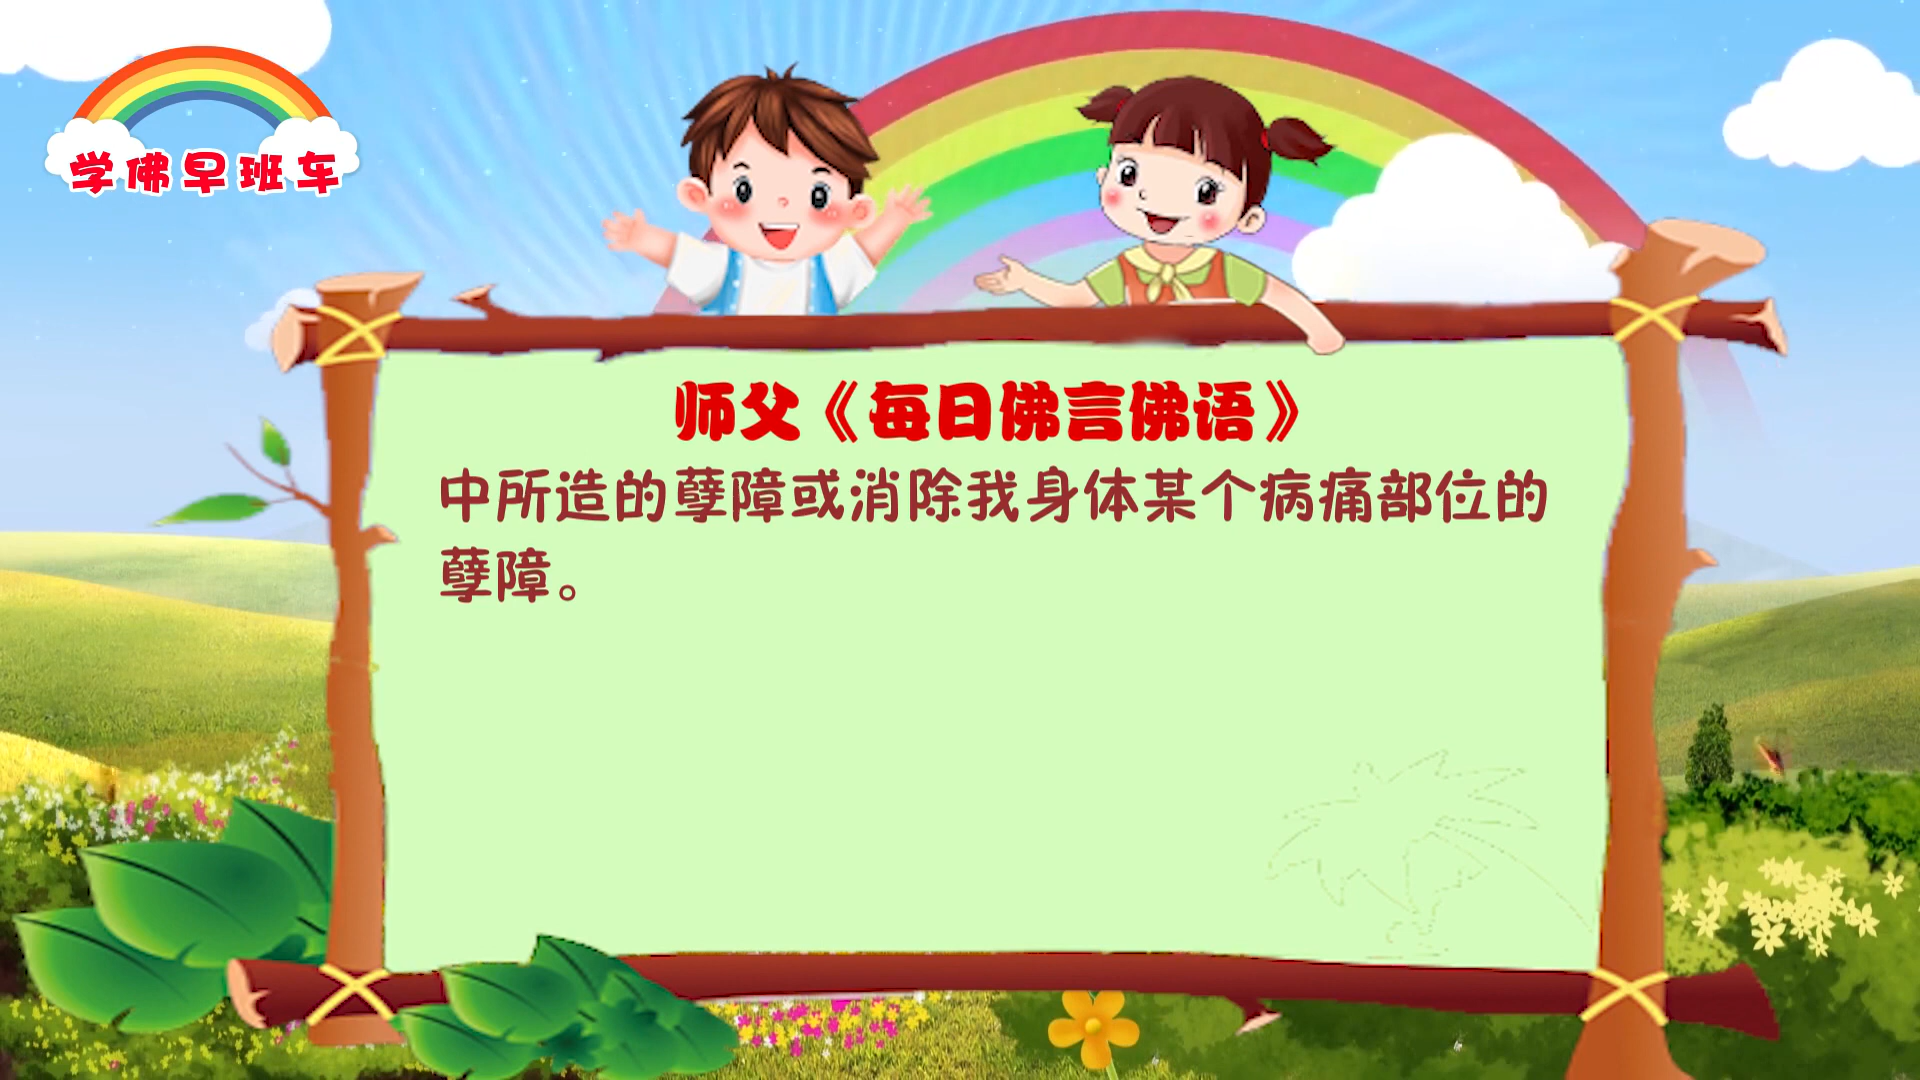 学佛早班车
师父《每日佛言佛语》
中所造的孽障或消除我身体某个病痛部位的
孽障。